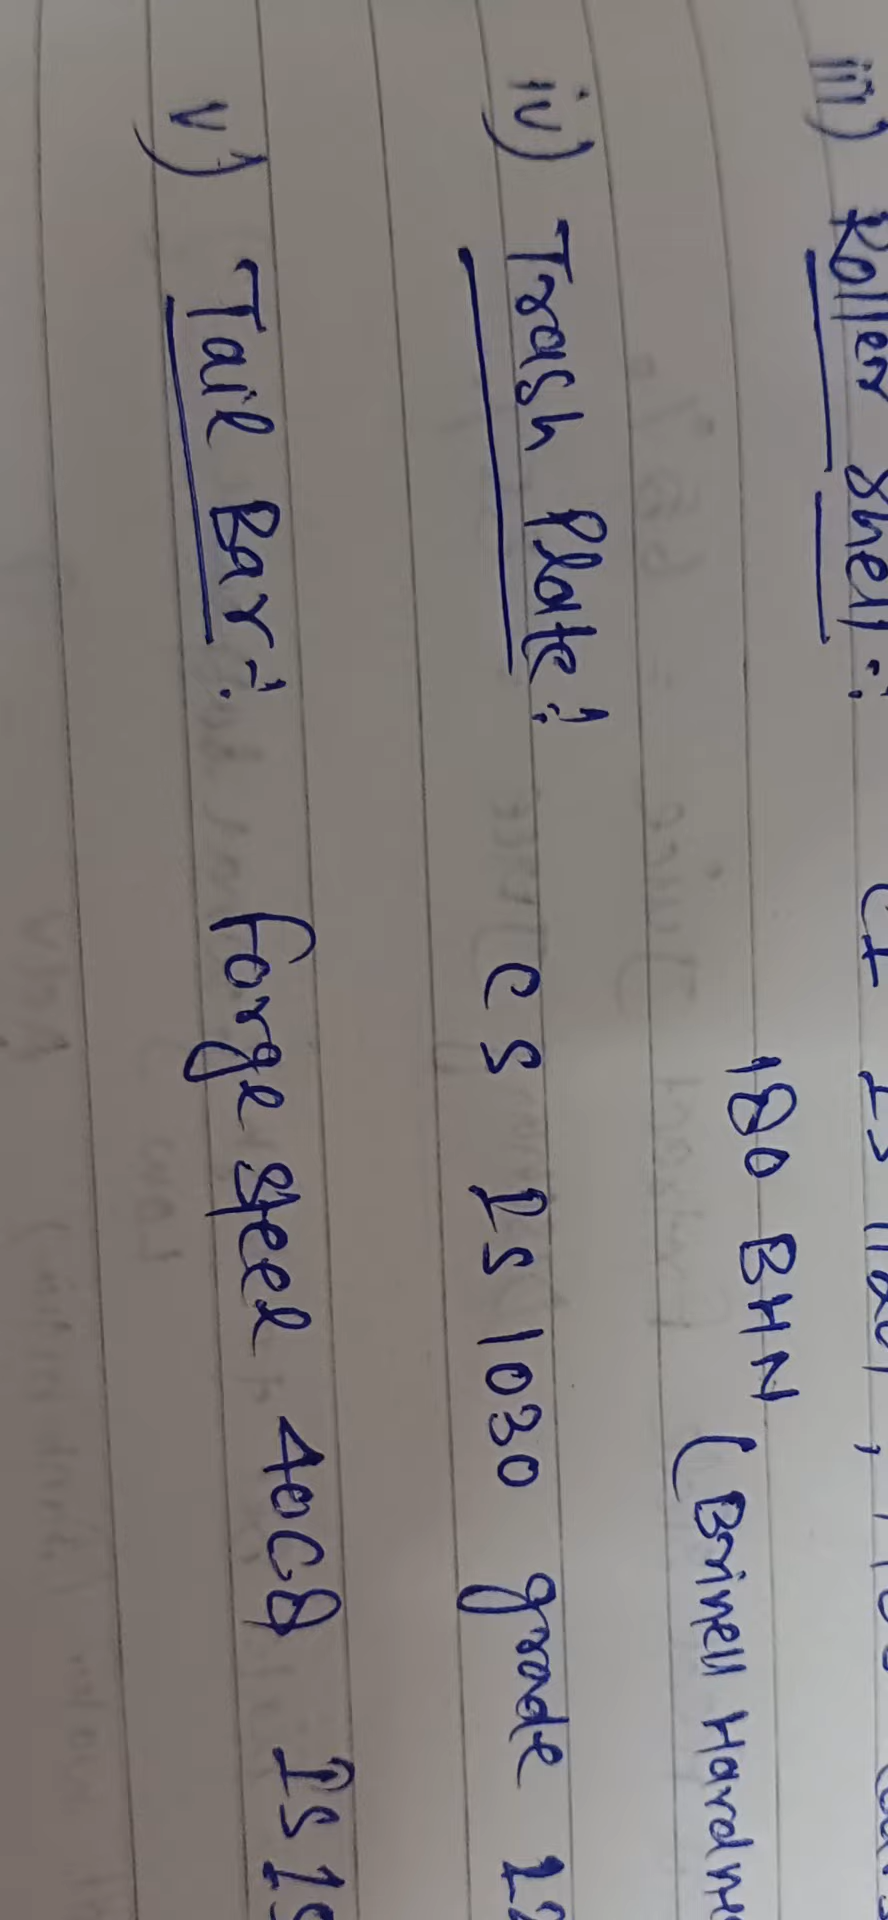 iii) Roller Shell:-
180 BHN (Brinell Hardne
iv) Trash Plate:- CS IS 1030 grade
v) Tail Bar:- Forge steel 40C8 IS